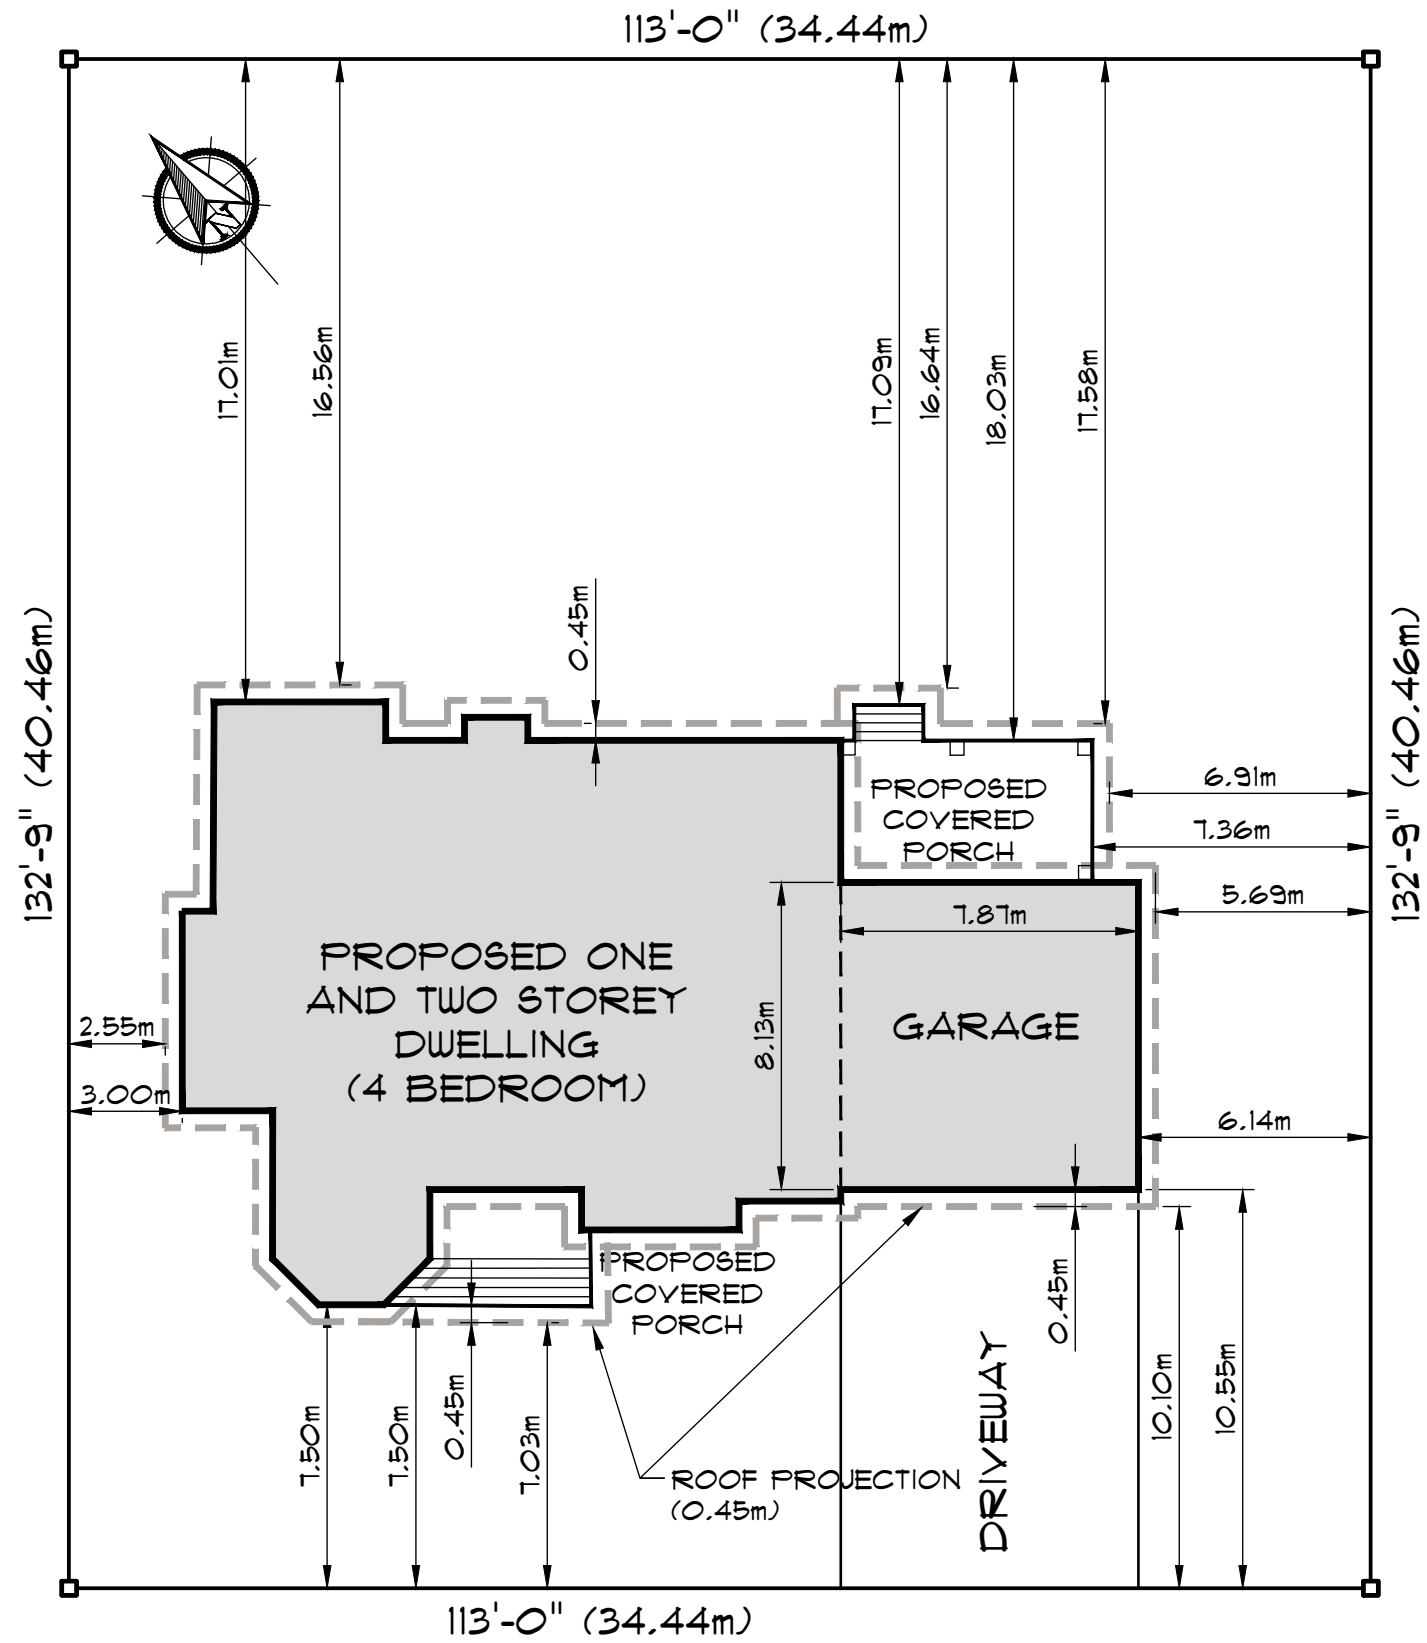 113'-0" (34.44m)
17.01m
16.56m
17.09m
16.64m
18.03m
17.58m
0.45m
132'-9" (40.46m)
132'-9" (40.46m)
6.91m
PROPOSED
COVERED
PORCH
7.36m
5.69m
7.87m
PROPOSED ONE
AND TWO STOREY
DWELLING
(4 BEDROOM)
8.13m
GARAGE
2.55m
3.00m
6.14m
PROPOSED
COVERED
PORCH
0.45m
7.50m
7.50m
0.45m
7.03m
ROOF PROJECTION
(0.45m)
DRIVEWAY
10.10m
10.55m
113'-0" (34.44m)